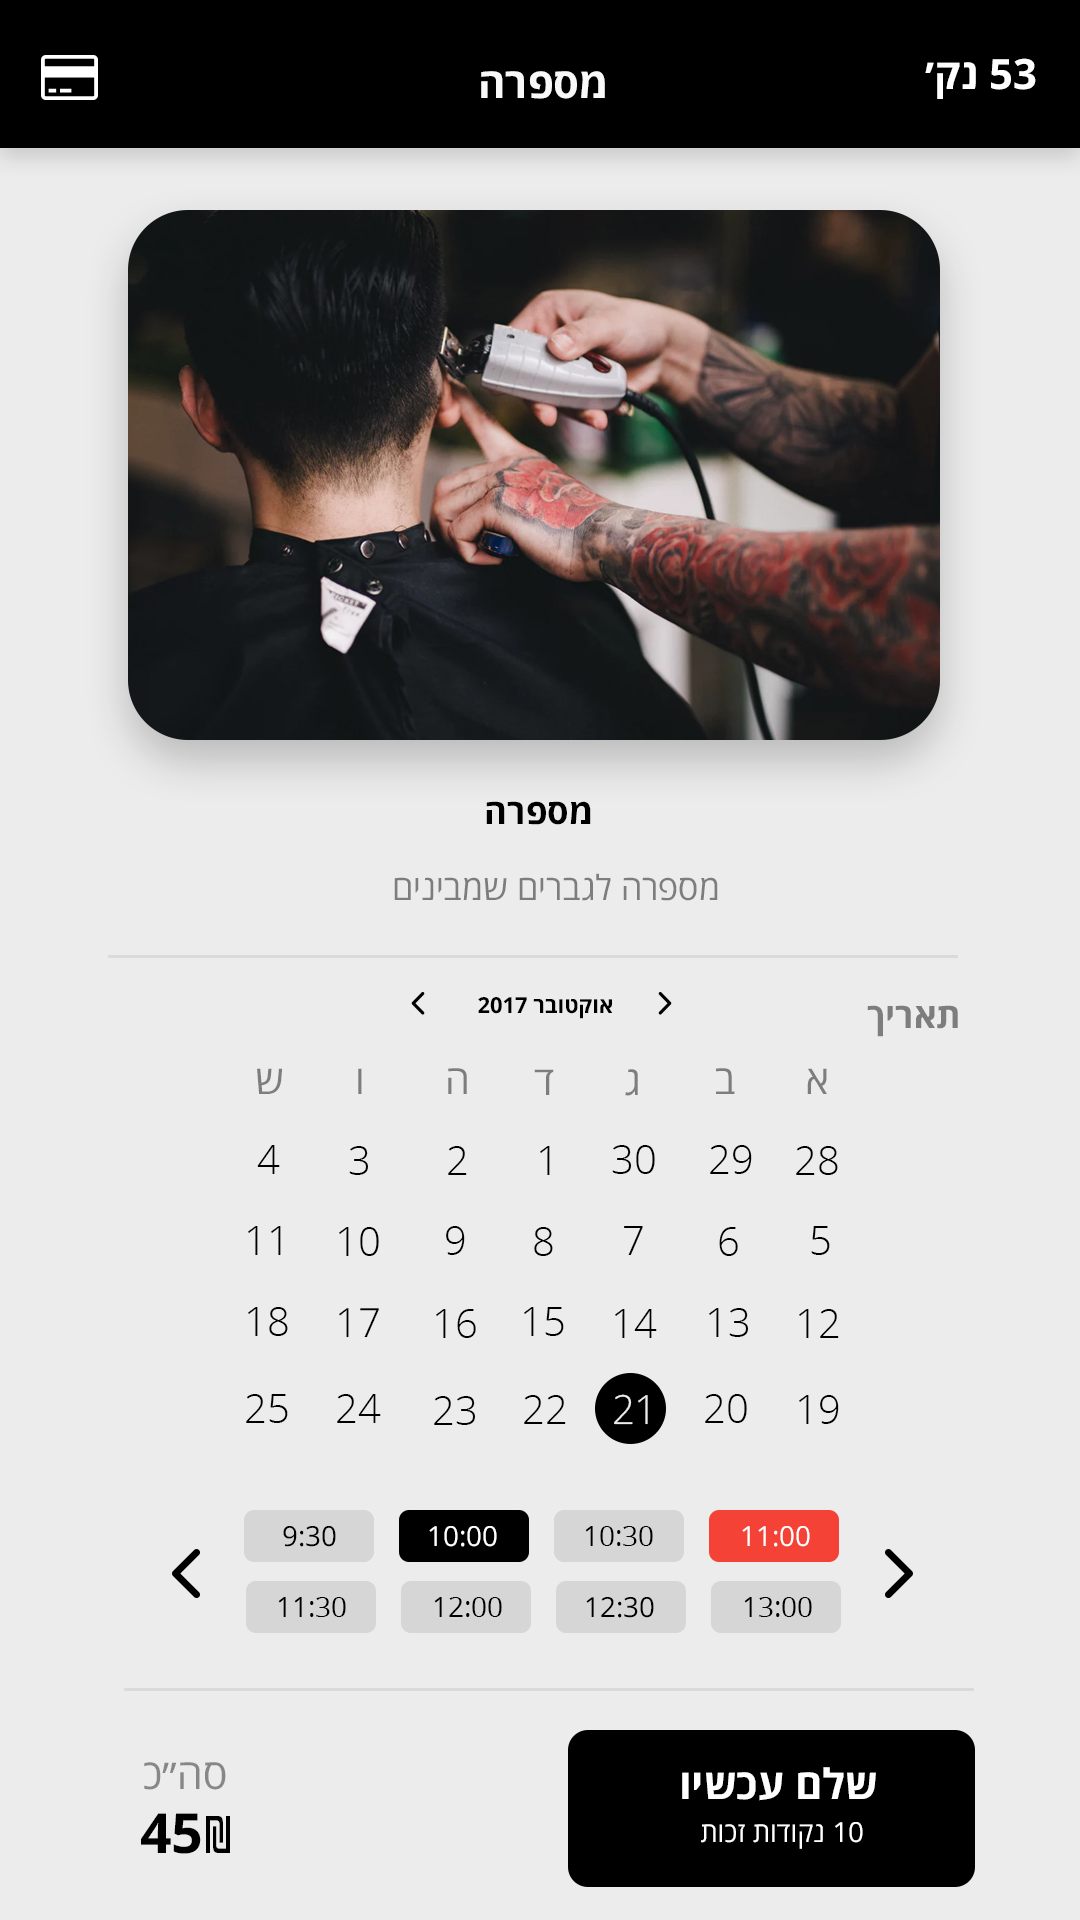 53 נק׳
מספרה
מספרה
מספרה לגברים שמבינים
תאריך
אוקטובר 2017
א ב ג ד ה ו ש
28 29 30 1 2 3 4
5 6 7 8 9 10 11
12 13 14 15 16 17 18
19 20 21 22 23 24 25
9:30 10:00 10:30 11:00
11:30 12:00 12:30 13:00
שלם עכשיו
10 נקודות זכות
סה״כ
45₪